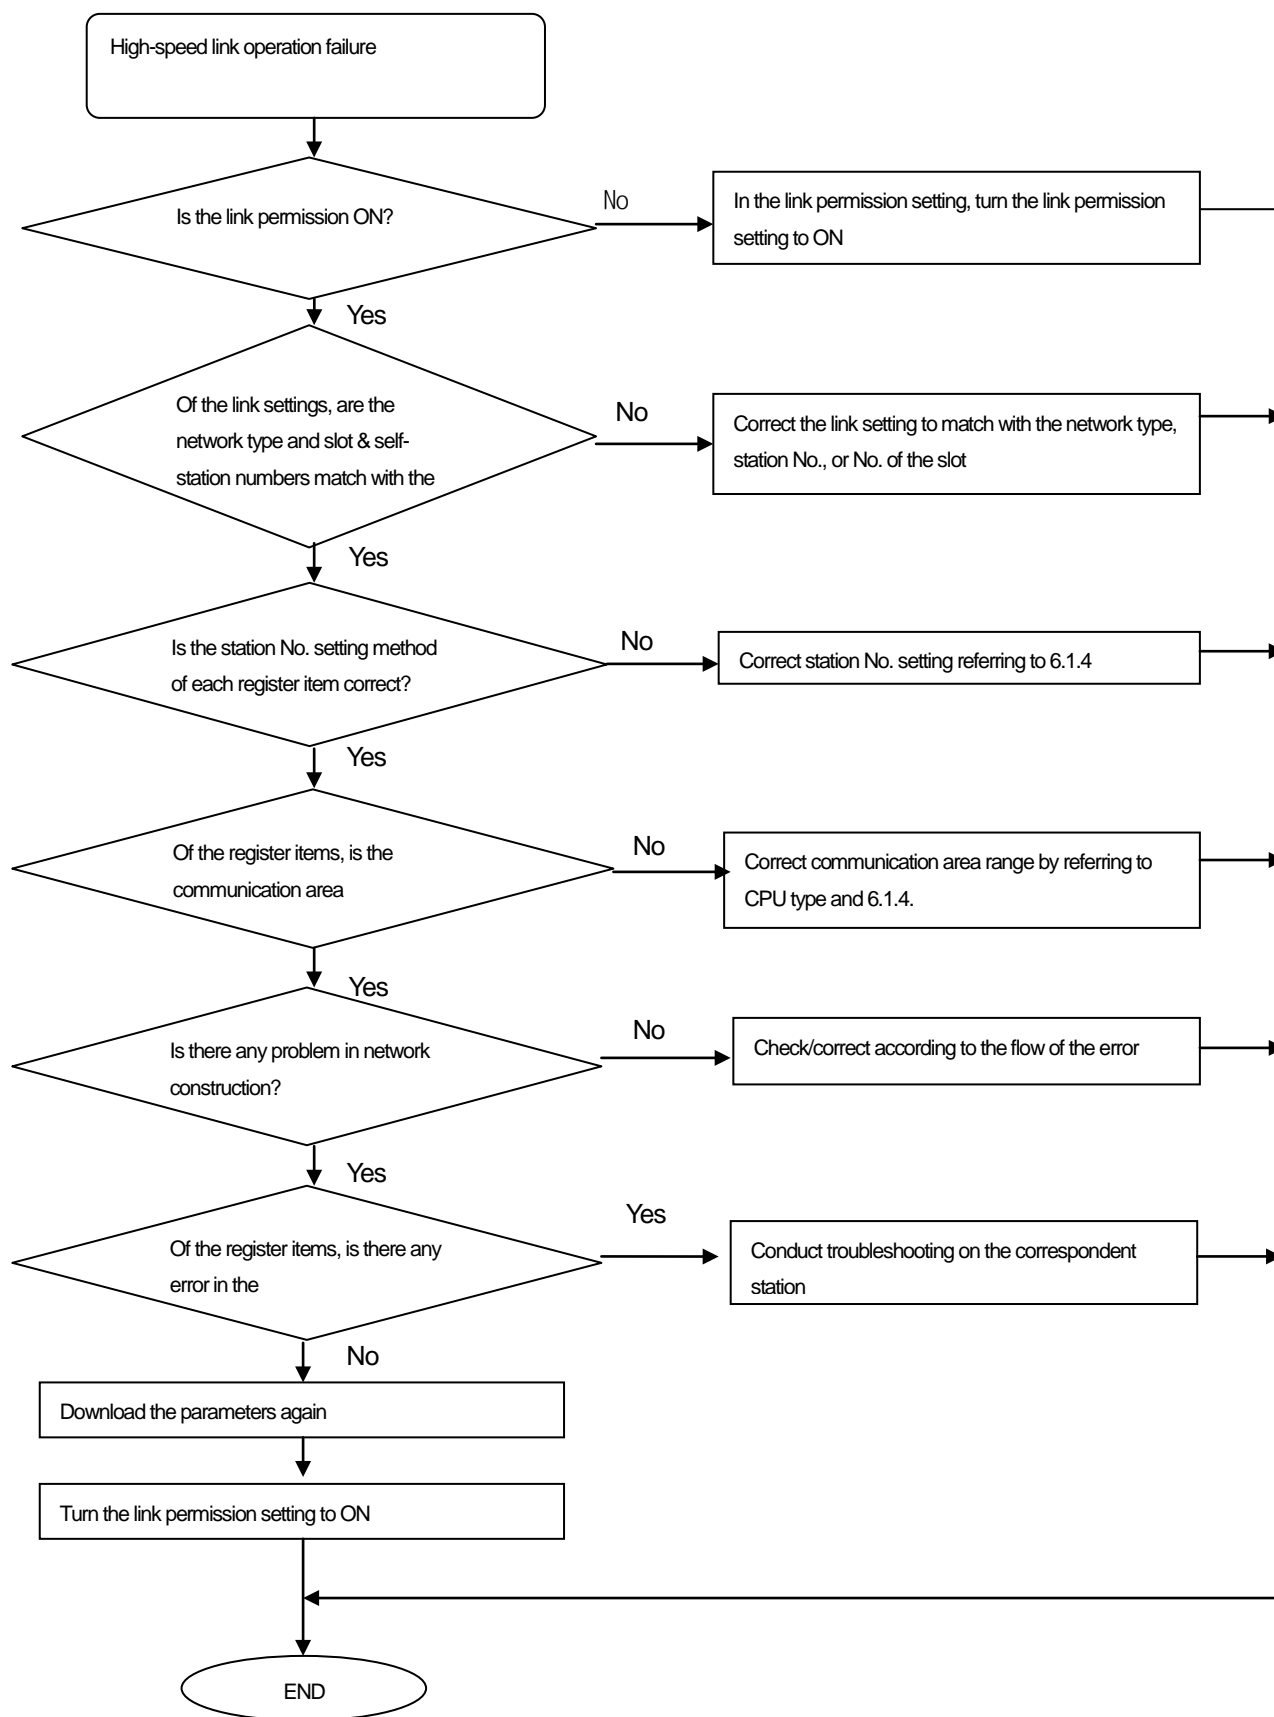 High-speed link operation failure
Is the link permission ON?
No
In the link permission setting, turn the link permission
setting to ON
Yes
Of the link settings, are the
network type and slot & self-
station numbers match with the
No
Correct the link setting to match with the network type,
station No., or No. of the slot
Yes
Is the station No. setting method
of each register item correct?
No
Correct station No. setting referring to 6.1.4
Yes
Of the register items, is the
communication area
No
Correct communication area range by referring to
CPU type and 6.1.4.
Yes
Is there any problem in network
construction?
No
Check/correct according to the flow of the error
Yes
Of the register items, is there any
error in the
Yes
Conduct troubleshooting on the correspondent
station
No
Download the parameters again
Turn the link permission setting to ON
END